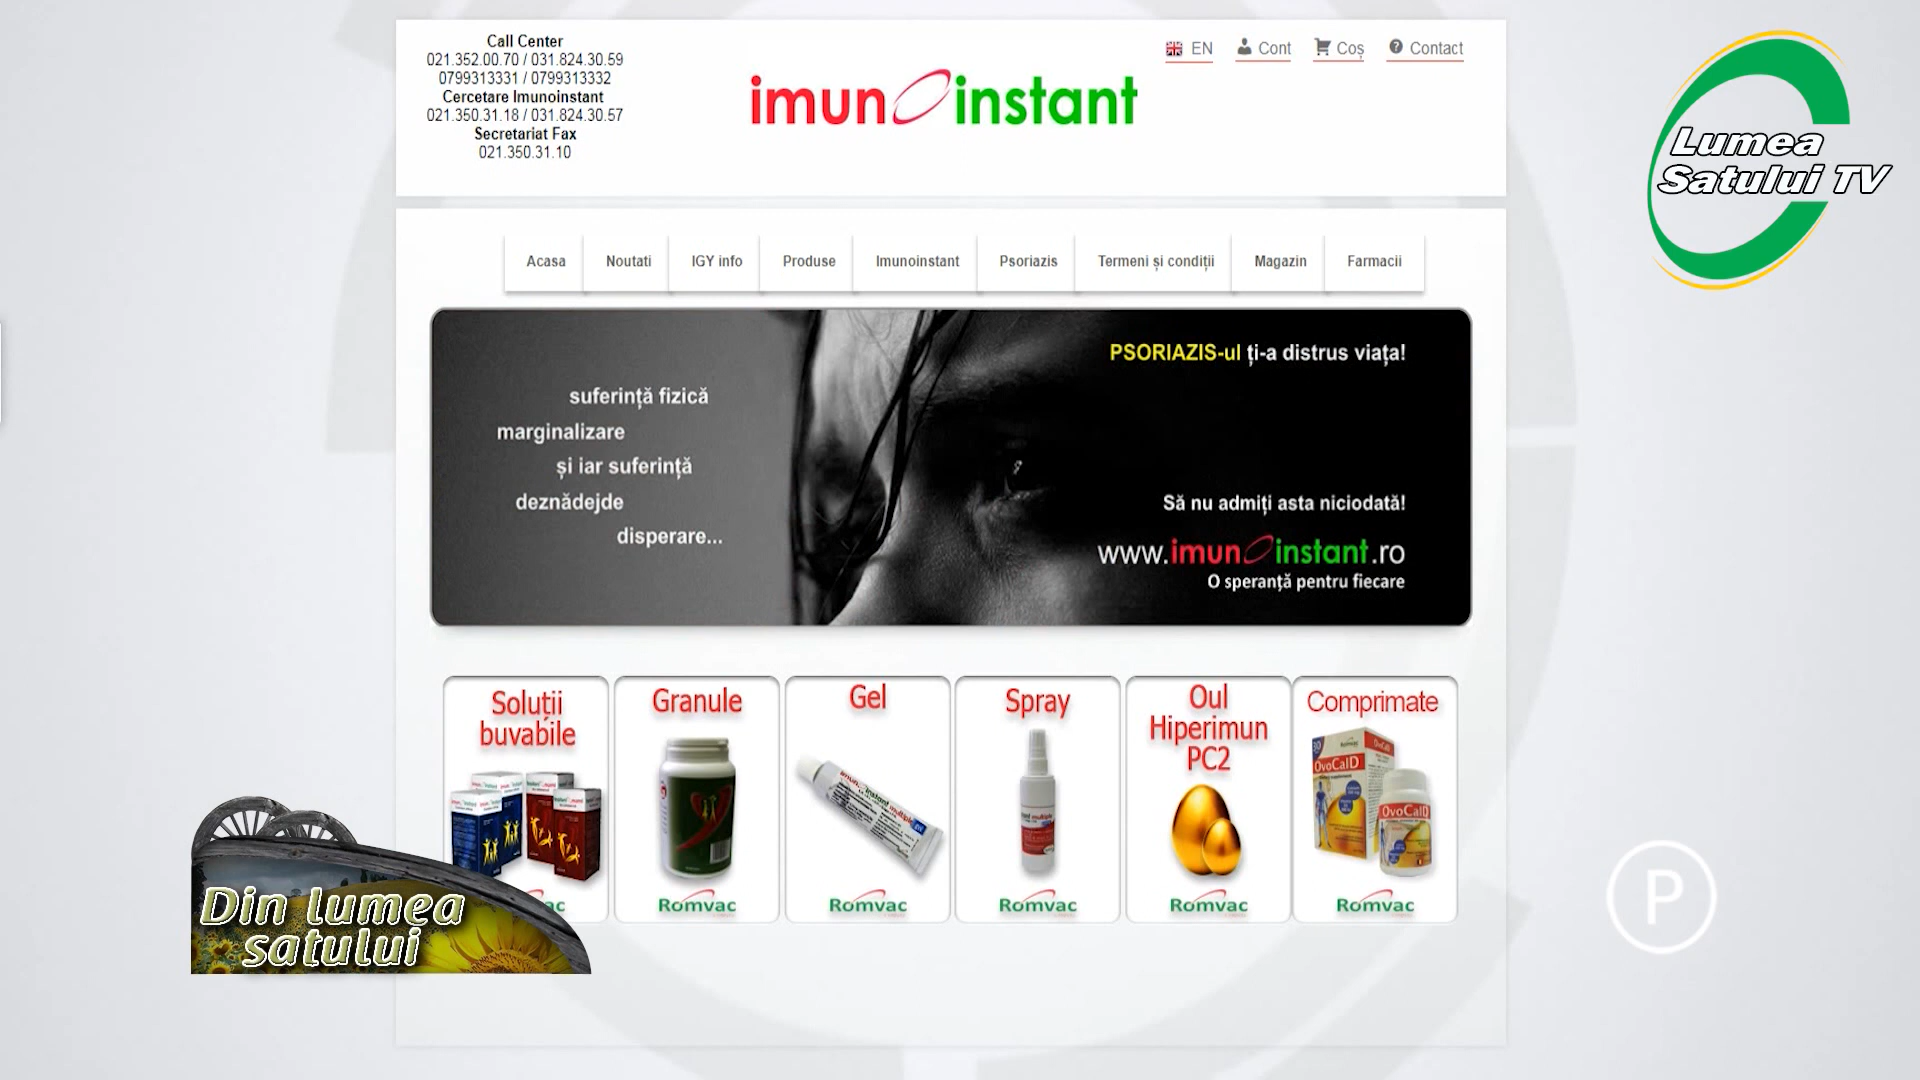 Call Center
021.352.00.70 / 031.824.30.59
0799313331 / 0799313332
Cercetare Imunoinstant
021.350.31.18 / 031.824.30.57
Secretariat Fax
021.350.31.10
imunoinstant
EN Cont Coș Contact
Lumea
Satului TV
Acasa Noutati IGY info Produse Imunoinstant Psoriazis Termeni și condiții Magazin Farmacii
suferință fizică
marginalizare
și iar suferință
deznădejde
disperare...
PSORIAZIS-ul ți-a distrus viața!
Să nu admiți asta niciodată!
www.imunoinstant.ro
O speranță pentru fiecare
Soluții
buvabile
Granule
Romvac
Gel
Romvac
Spray
Romvac
Oul
Hiperimun
PC2
Romvac
Comprimate
Romvac
OvoCalD
OvoCalD
Romvac
Din lumea
satului
P